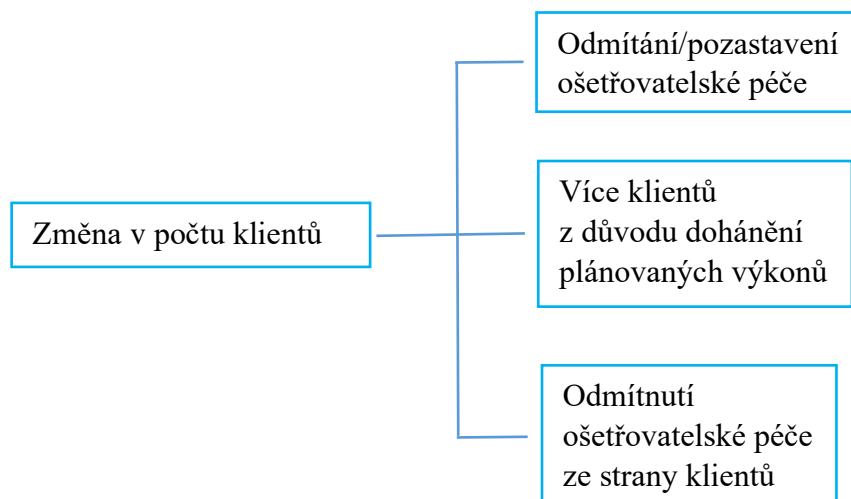 Odmítání/pozastavení
ošetřovatelské péče
Změna v počtu klientů
Více klientů
z důvodu dohánění
plánovaných výkonů
Odmítnutí
ošetřovatelské péče
ze strany klientů